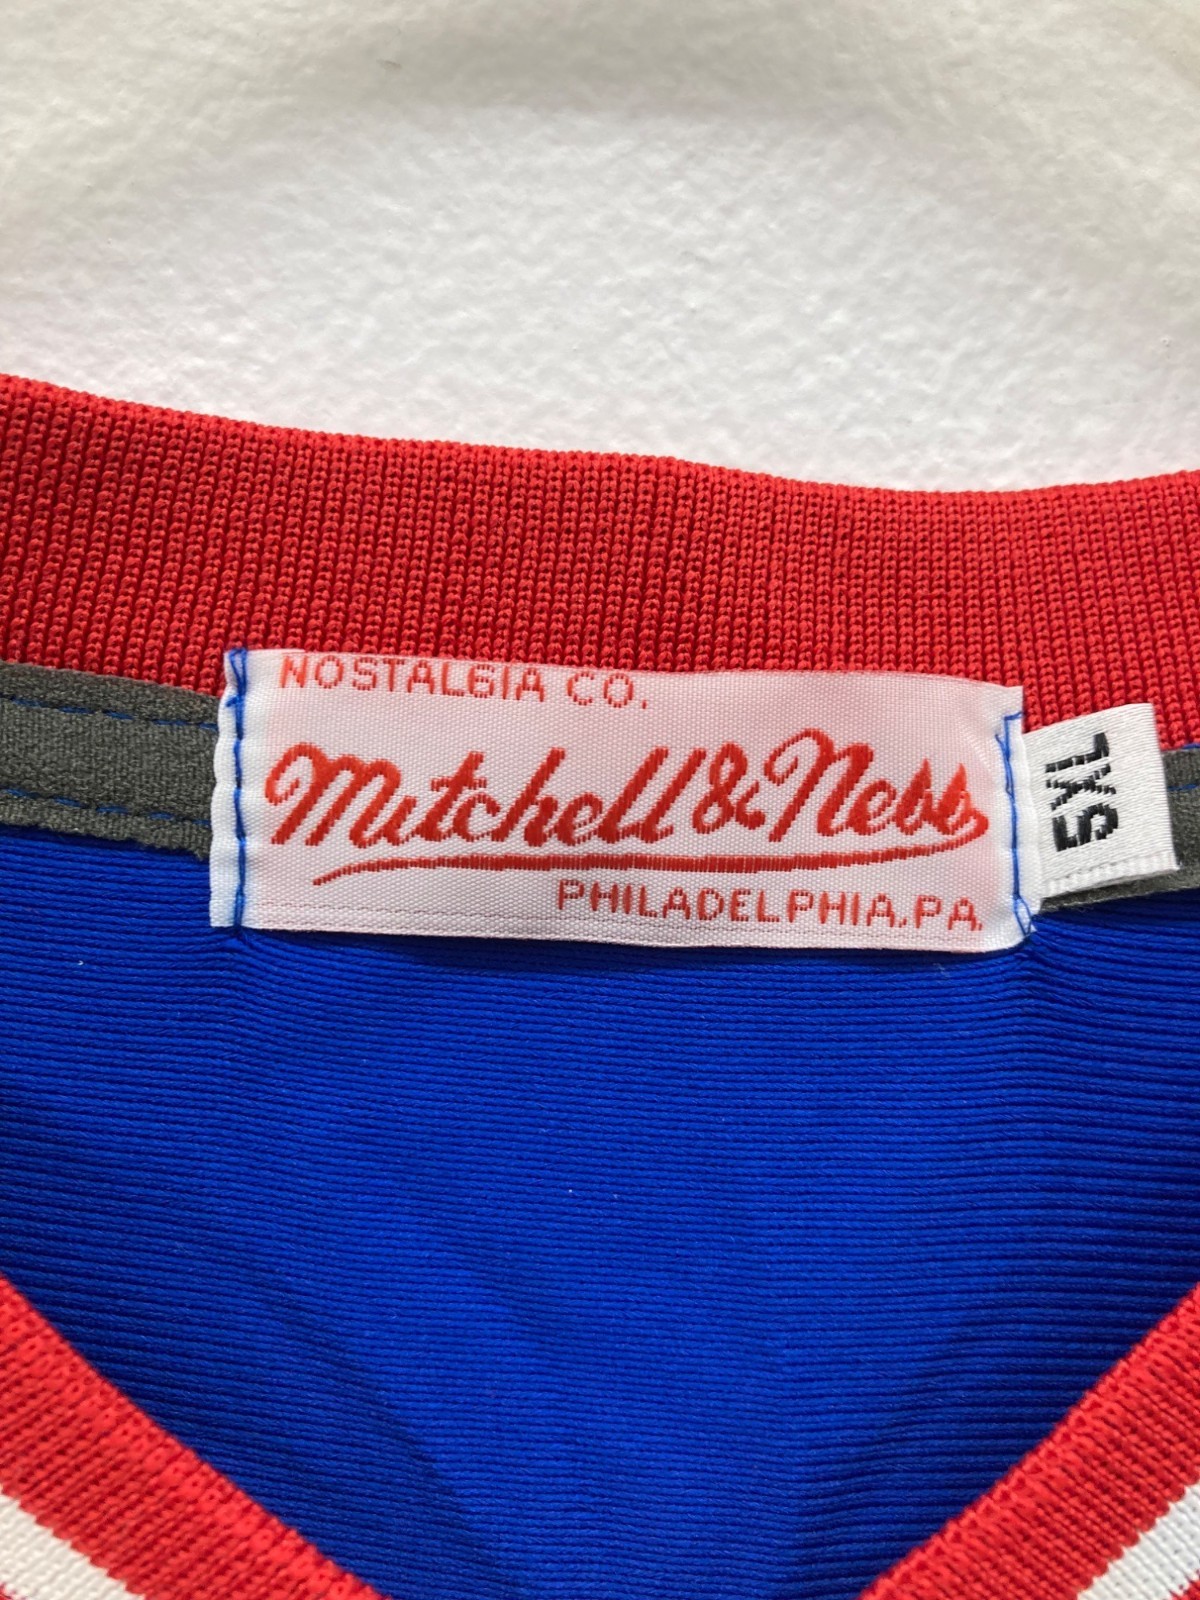 NOSTALGIA CO.
Mitchell & Ness
PHILADELPHIA, PA.
5XL